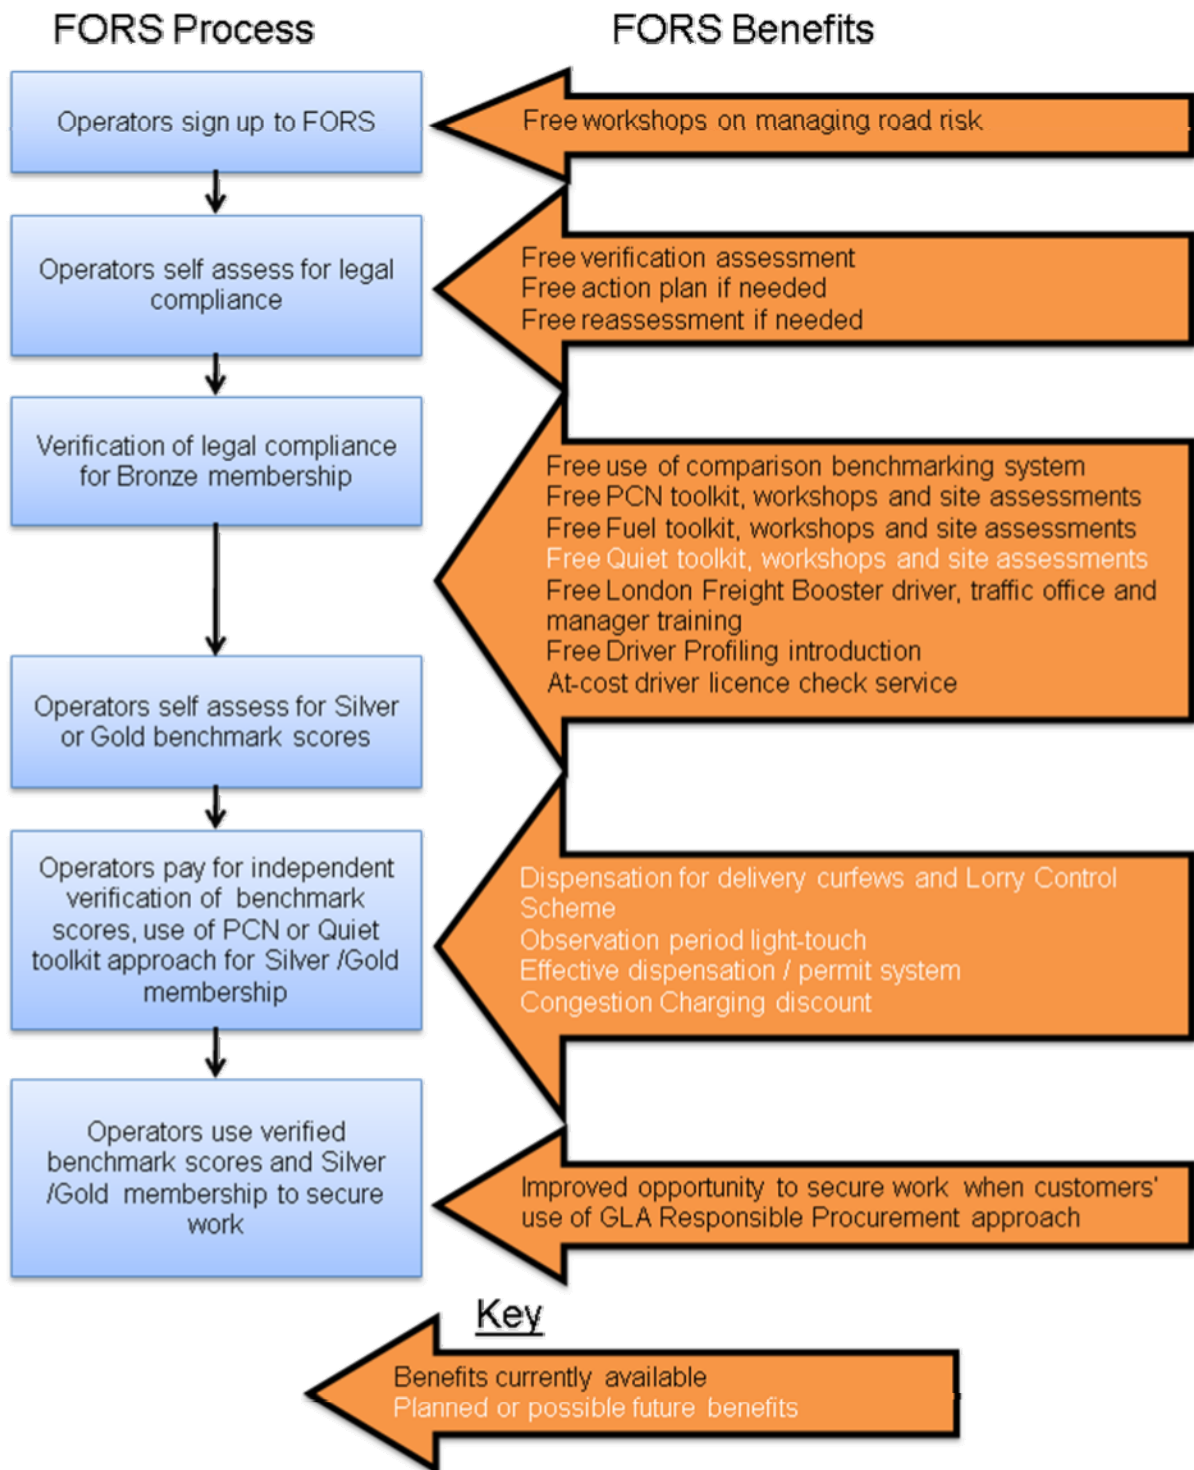 FORS Process
FORS Benefits
Operators sign up to FORS
Free workshops on managing road risk
Operators self assess for legal
compliance
Free verification assessment
Free action plan if needed
Free reassessment if needed
Verification of legal compliance
for Bronze membership
Free use of comparison benchmarking system
Free PCN toolkit, workshops and site assessments
Free Fuel toolkit, workshops and site assessments
Free Quiet toolkit, workshops and site assessments
Free London Freight Booster driver, traffic office and
manager training
Free Driver Profiling introduction
At-cost driver licence check service
Operators self assess for Silver
or Gold benchmark scores
Operators pay for independent
verification of benchmark
scores, use of PCN or Quiet
toolkit approach for Silver /Gold
membership
Dispensation for delivery curfews and Lorry Control
Scheme
Observation period light-touch
Effective dispensation / permit system
Congestion Charging discount
Operators use verified
benchmark scores and Silver
/Gold membership to secure
work
Improved opportunity to secure work when customers'
use of GLA Responsible Procurement approach
Key
Benefits currently available
Planned or possible future benefits